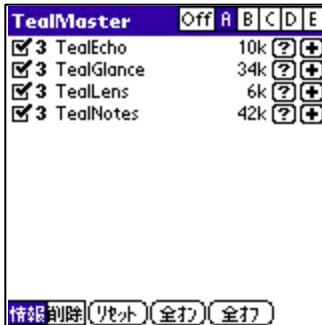 TealMaster Off A B C D E
3 TealEcho 10k ?
3 TealGlance 34k ?
3 TealLens 6k ?
3 TealNotes 42k ?
情報 削除 リセット 全オン 全オフ